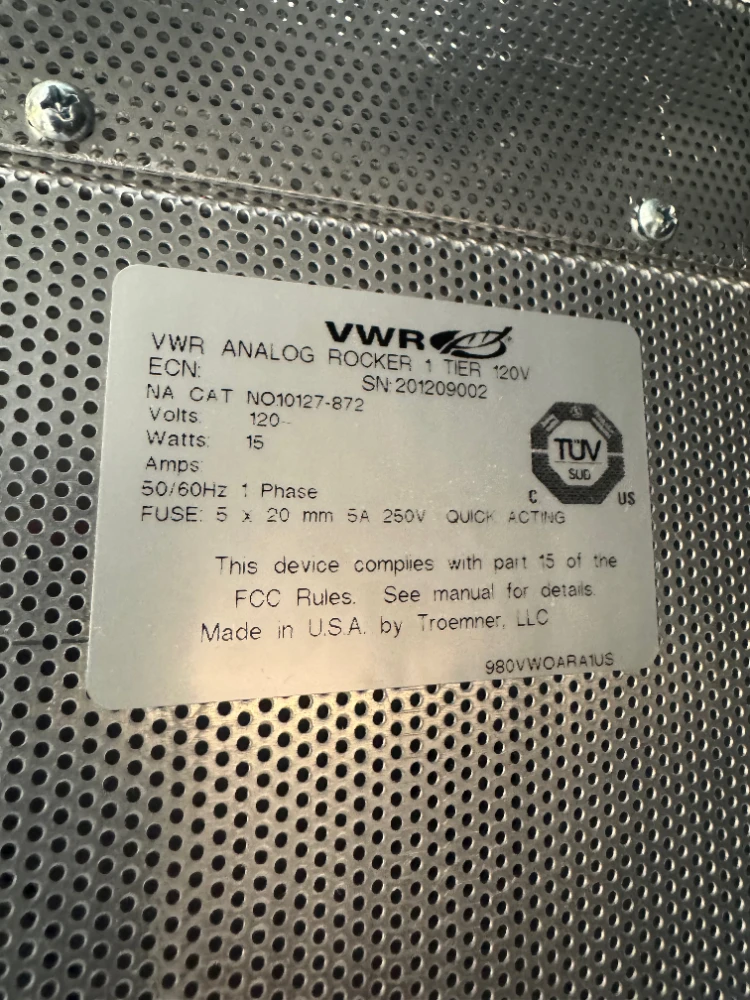 VWR
VWR ANALOG ROCKER 1 TIER 120V
ECN: SN:201209002
NA CAT NO10127-872
Volts: 120~
Watts: 15
Amps:
50/60Hz 1 Phase
FUSE: 5 x 20 mm 5A 250V QUICK ACTING
TÜV
SUD
C US
This device complies with part 15 of the
FCC Rules. See manual for details.
Made in U.S.A. by Troemner, LLC
980VWOARA1US